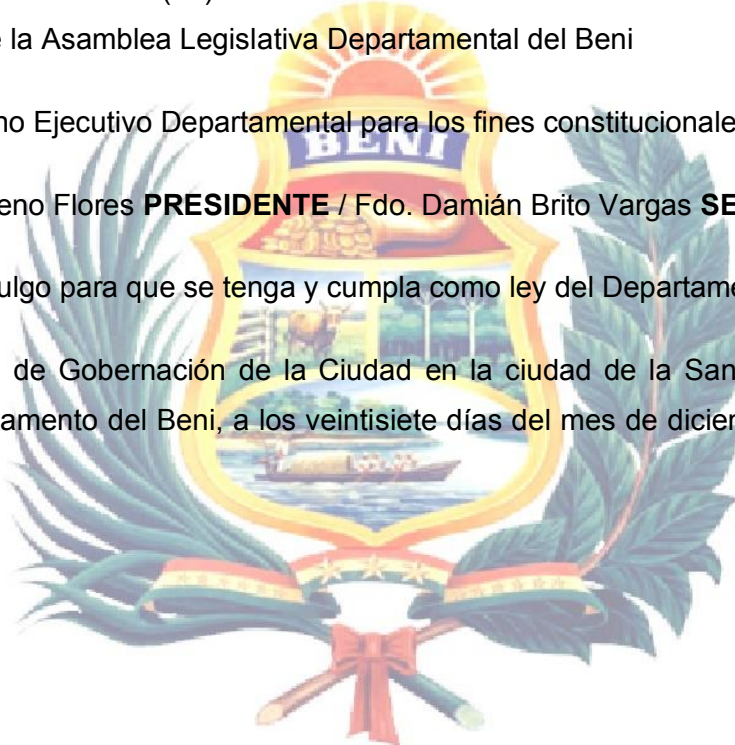 e la Asamblea Legislativa Departamental del Beni
no Ejecutivo Departamental para los fines constitucionale
BENI
eno Flores PRESIDENTE / Fdo. Damián Brito Vargas SE
ulgo para que se tenga y cumpla como ley del Departame
de Gobernación de la Ciudad en la ciudad de la San
amento del Beni, a los veintisiete días del mes de dicien